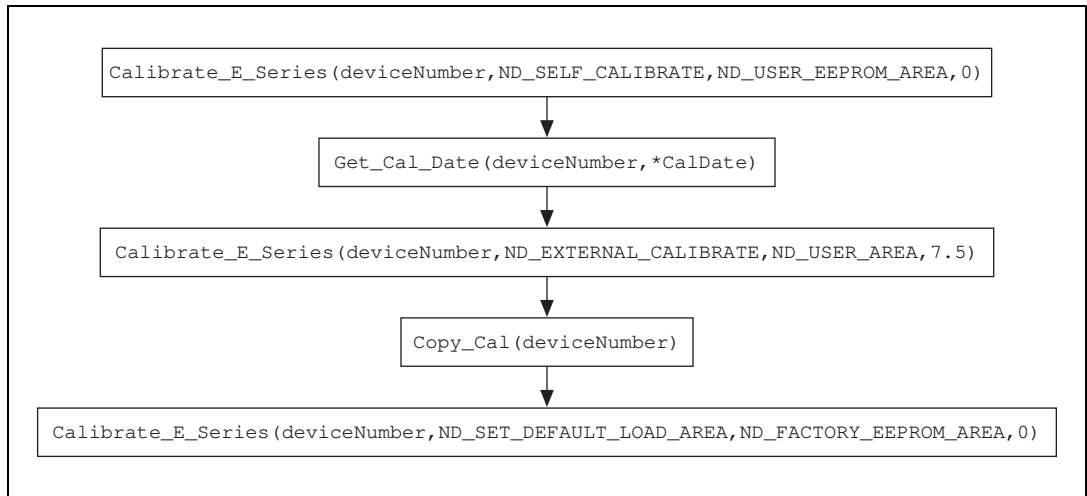 Calibrate_E_Series(deviceNumber,ND_SELF_CALIBRATE,ND_USER_EEPROM_AREA,0)
Get_Cal_Date(deviceNumber,*CalDate)
Calibrate_E_Series(deviceNumber,ND_EXTERNAL_CALIBRATE,ND_USER_AREA,7.5)
Copy_Cal(deviceNumber)
Calibrate_E_Series(deviceNumber,ND_SET_DEFAULT_LOAD_AREA,ND_FACTORY_EEPROM_AREA,0)